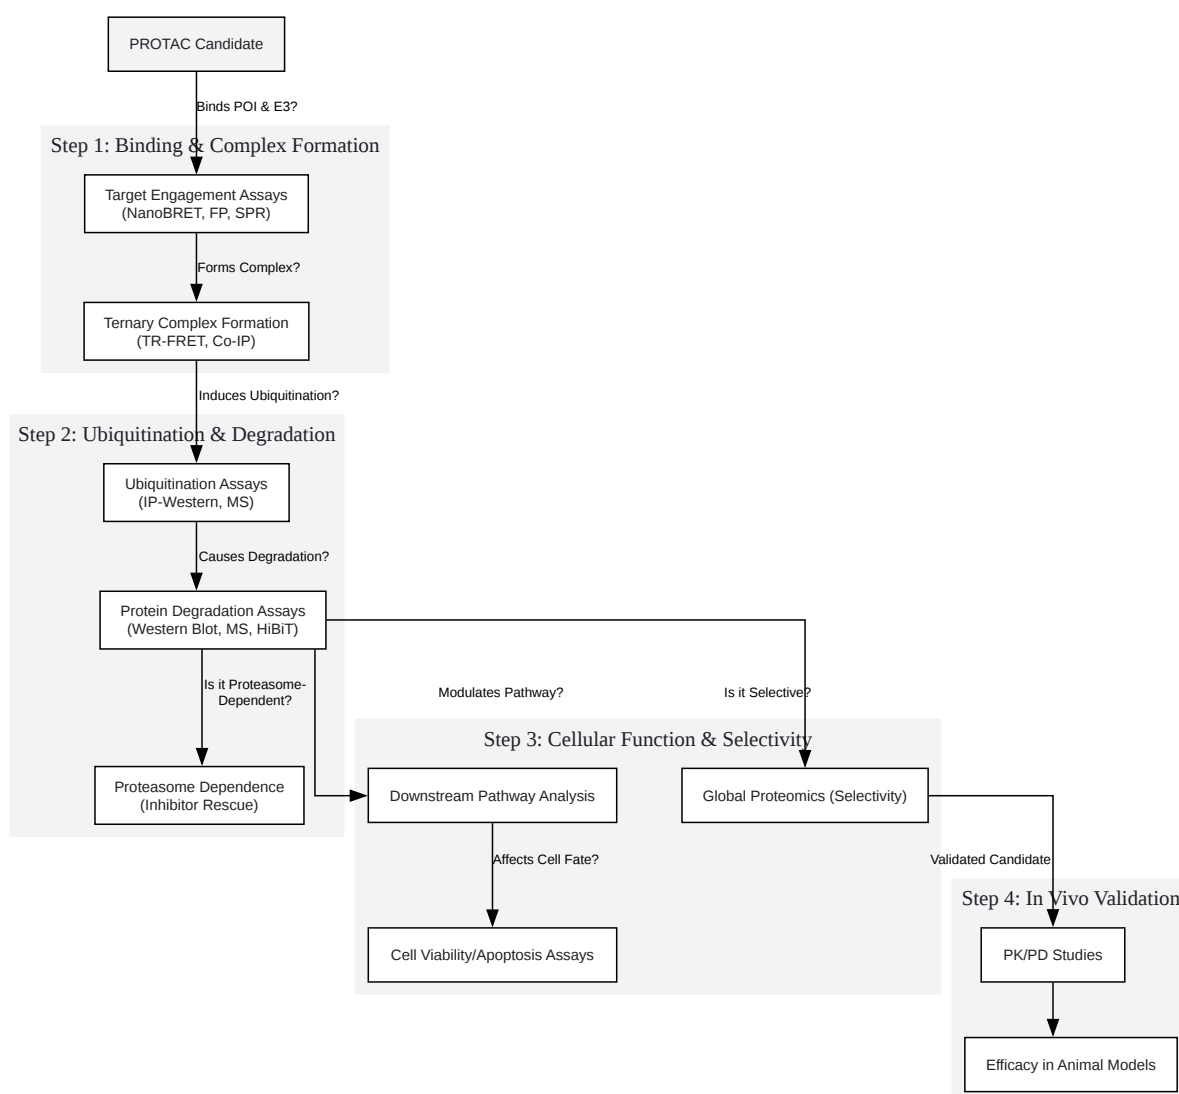 PROTAC Candidate
Binds POI & E3?
Step 1: Binding & Complex Formation
Target Engagement Assays
(NanoBRET, FP, SPR)
Forms Complex?
Ternary Complex Formation
(TR-FRET, Co-IP)
Induces Ubiquitination?
Step 2: Ubiquitination & Degradation
Ubiquitination Assays
(IP-Western, MS)
Causes Degradation?
Protein Degradation Assays
(Western Blot, MS, HiBiT)
Is it Proteasome-
Dependent?
Modulates Pathway?
Is it Selective?
Step 3: Cellular Function & Selectivity
Proteasome Dependence
(Inhibitor Rescue)
Downstream Pathway Analysis
Global Proteomics (Selectivity)
Affects Cell Fate?
Validated Candidate
Step 4: In Vivo Validation
Cell Viability/Apoptosis Assays
PK/PD Studies
Efficacy in Animal Models